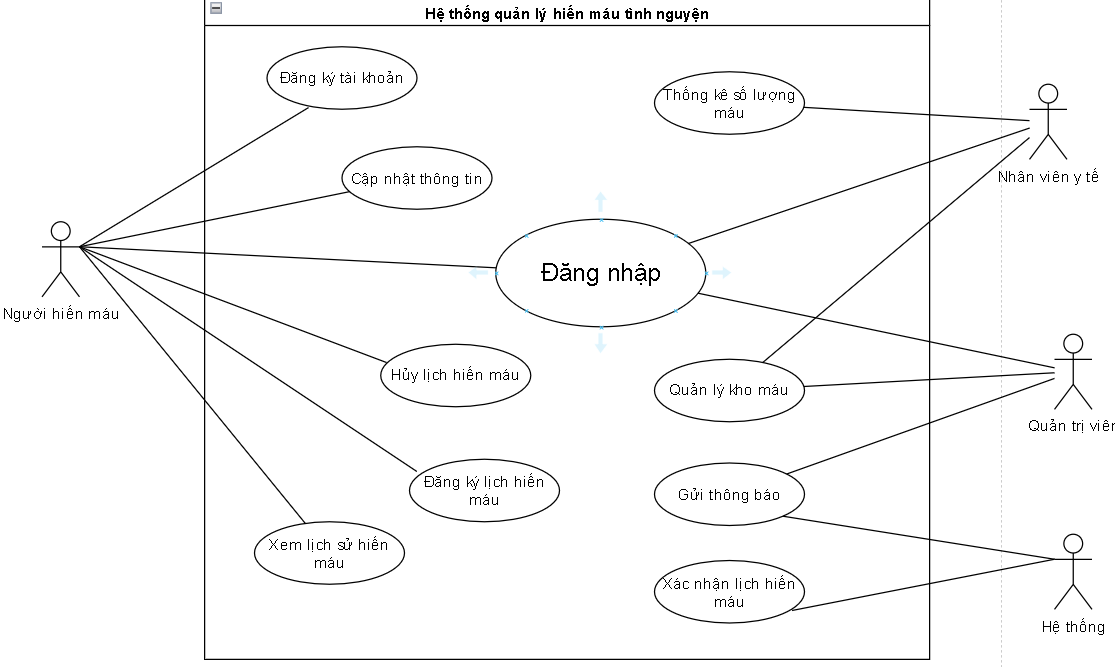 Hệ thống quản lý hiến máu tình nguyện
Đăng ký tài khoản
Thống kê số lượng
máu
Cập nhật thông tin
Nhân viên y tế
Đăng nhập
Người hiến máu
Hủy lịch hiến máu
Quản lý kho máu
Quản trị viên
Đăng ký lịch hiến
máu
Gửi thông báo
Xem lịch sử hiến
máu
Xác nhận lịch hiến
máu
Hệ thống